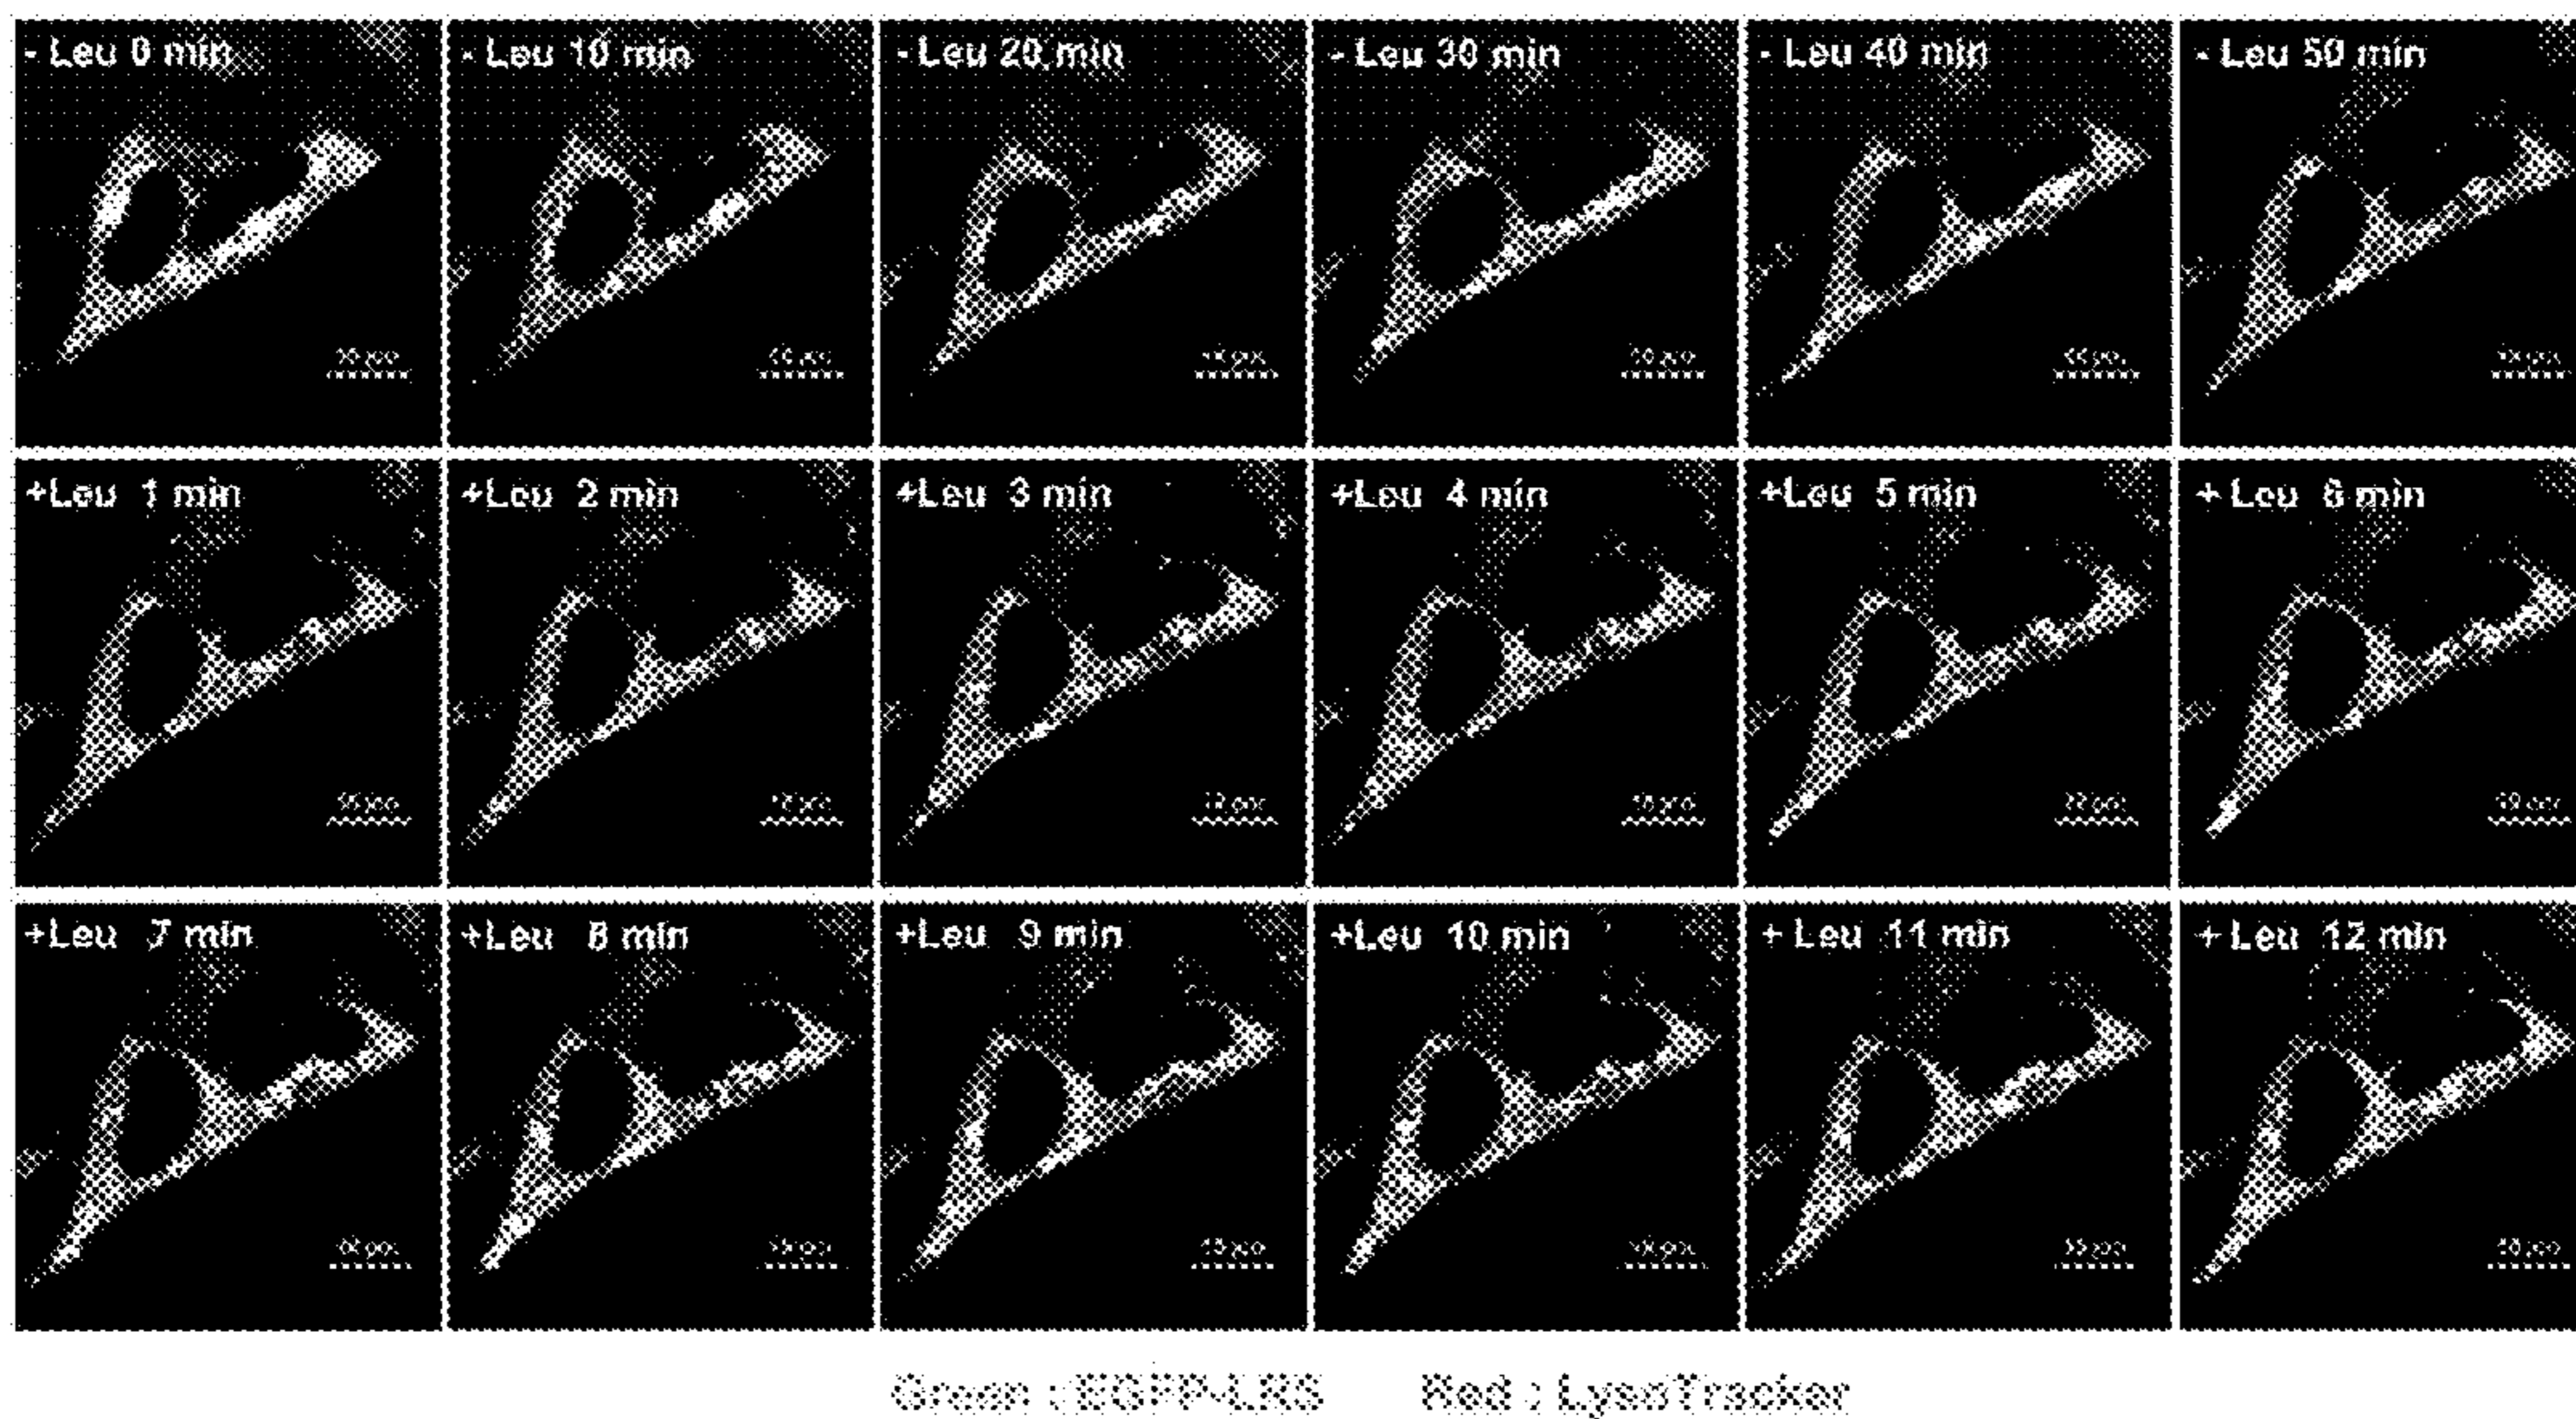 - Leu 0 min - Leu 10 min - Leu 20 min - Leu 30 min - Leu 40 min - Leu 50 min
+Leu 1 min +Leu 2 min +Leu 3 min +Leu 4 min +Leu 5 min + Leu 6 min
+Leu 7 min +Leu 8 min +Leu 9 min +Leu 10 min + Leu 11 min + Leu 12 min
Green : EGFP-LRS Red : LysoTracker